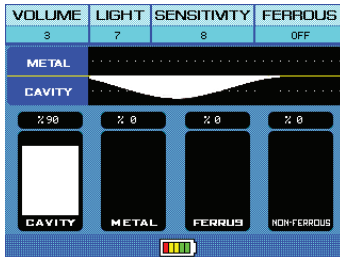 VOLUME LIGHT SENSITIVITY FERROUS
3 7 8 OFF
METAL
CAVITY
%90 % 0 % 0 % 0
CAVITY METAL FERRUS NON-FERROUS